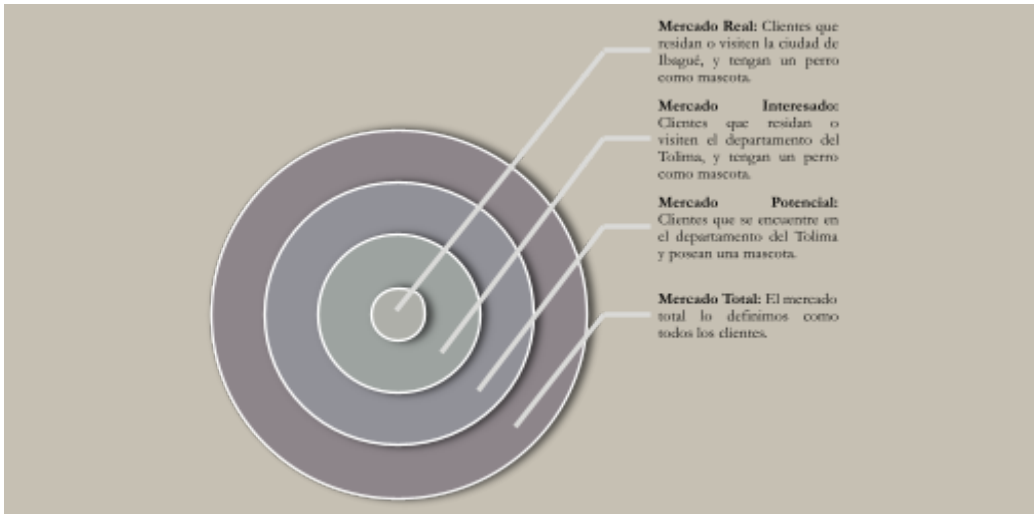 Mercado Real: Clientes que
residan o visiten la ciudad de
Ibagué, y tengan un perro
como mascota.
Mercado Interesado:
Clientes que residan o
visiten el departamento del
Tolima, y tengan un perro
como mascota.
Mercado Potencial:
Clientes que se encuentre en
el departamento del Tolima
y posean una mascota.
Mercado Total: El mercado
total lo definimos como
todos los clientes.